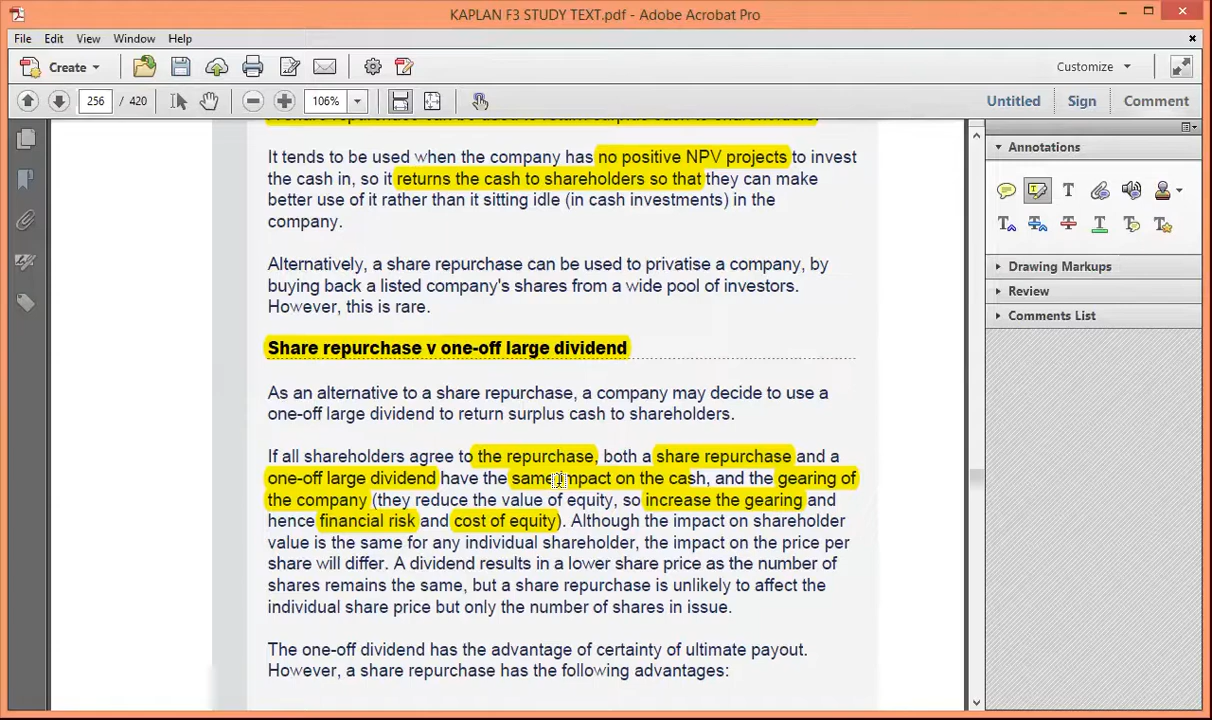 KAPLAN F3 STUDY TEXT.pdf - Adobe Acrobat Pro
File Edit View Window Help
Create Customize
256 / 420 106% Untitled Sign Comment
a share repurchase can be used to return surplus cash to shareholders.
It tends to be used when the company has no positive NPV projects to invest
the cash in, so it returns the cash to shareholders so that they can make
better use of it rather than it sitting idle (in cash investments) in the
company.
Alternatively, a share repurchase can be used to privatise a company, by
buying back a listed company's shares from a wide pool of investors.
However, this is rare.
Share repurchase v one-off large dividend
As an alternative to a share repurchase, a company may decide to use a
one-off large dividend to return surplus cash to shareholders.
If all shareholders agree to the repurchase, both a share repurchase and a
one-off large dividend have the same impact on the cash, and the gearing of
the company (they reduce the value of equity, so increase the gearing and
hence financial risk and cost of equity). Although the impact on shareholder
value is the same for any individual shareholder, the impact on the price per
share will differ. A dividend results in a lower share price as the number of
shares remains the same, but a share repurchase is unlikely to affect the
individual share price but only the number of shares in issue.
The one-off dividend has the advantage of certainty of ultimate payout.
However, a share repurchase has the following advantages:
Annotations
Drawing Markups
Review
Comments List